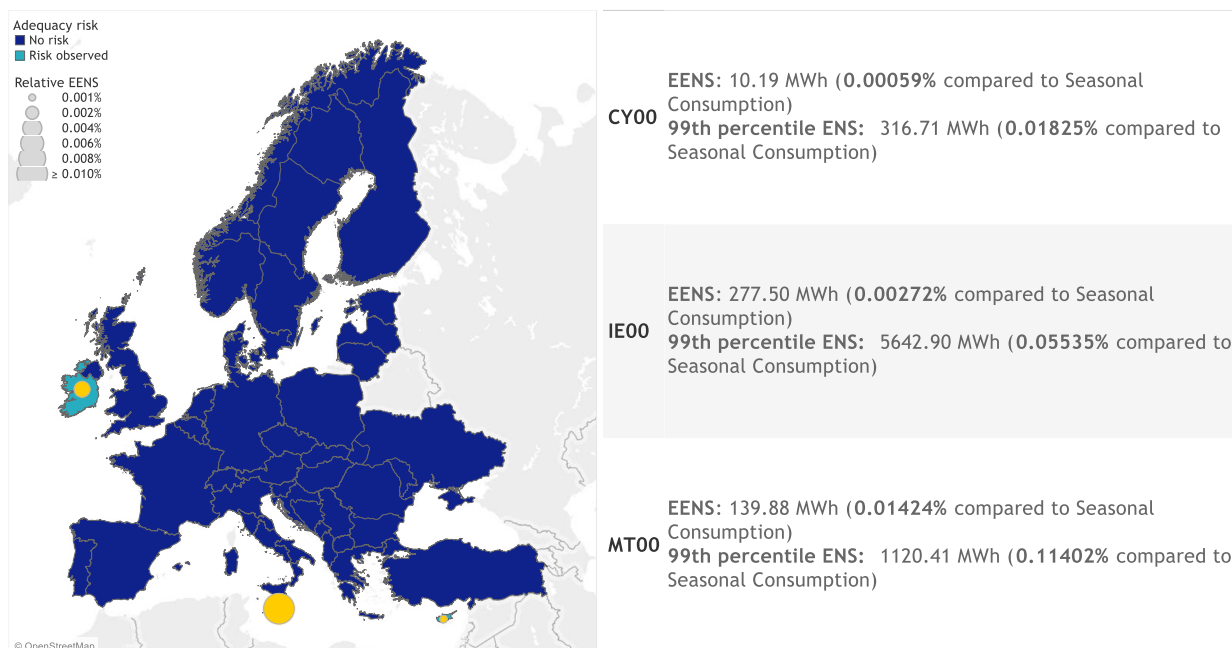 Adequacy risk
No risk
Risk observed
Relative EENS
0.001%
0.002%
0.004%
0.006%
0.008%
≥ 0.010%
© OpenStreetMap
CY00
EENS: 10.19 MWh (0.00059% compared to Seasonal
Consumption)
99th percentile ENS: 316.71 MWh (0.01825% compared to
Seasonal Consumption)
IE00
EENS: 277.50 MWh (0.00272% compared to Seasonal
Consumption)
99th percentile ENS: 5642.90 MWh (0.05535% compared to
Seasonal Consumption)
MT00
EENS: 139.88 MWh (0.01424% compared to Seasonal
Consumption)
99th percentile ENS: 1120.41 MWh (0.11402% compared to
Seasonal Consumption)